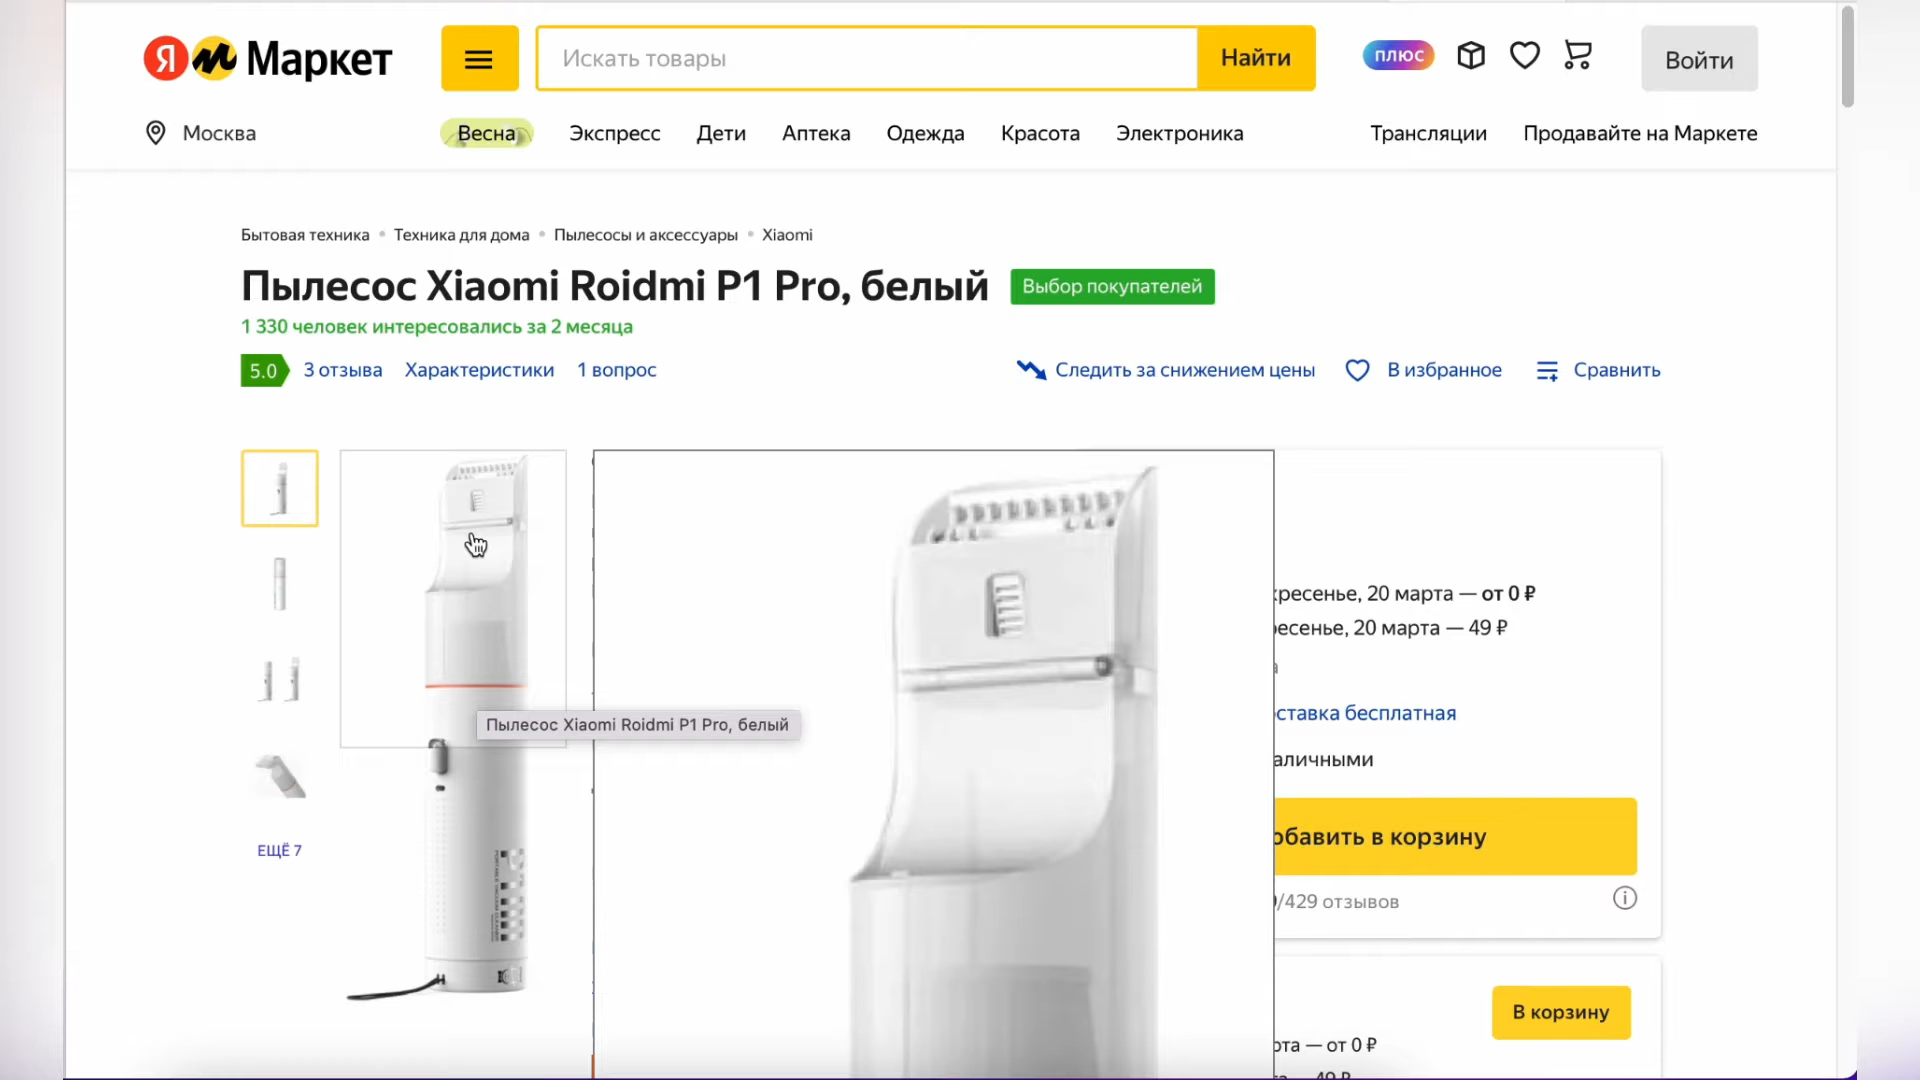 Я Маркет
Искать товары
Найти
плюс
Войти
Москва
Весна
Экспресс
Дети
Аптека
Одежда
Красота
Электроника
Трансляции
Продавайте на Маркете
Бытовая техника • Техника для дома • Пылесосы и аксессуары • Xiaomi
Пылесос Xiaomi Roidmi P1 Pro, белый
Выбор покупателей
1 330 человек интересовались за 2 месяца
5.0
3 отзыва
Характеристики
1 вопрос
Следить за снижением цены
В избранное
Сравнить
кресенье, 20 марта — от 0 ₽
ресенье, 20 марта — 49 ₽
а
Пылесос Xiaomi Roidmi P1 Pro, белый
ставка бесплатная
аличными
обавить в корзину
ЕЩЁ 7
/429 отзывов
В корзину
рта — от 0 ₽